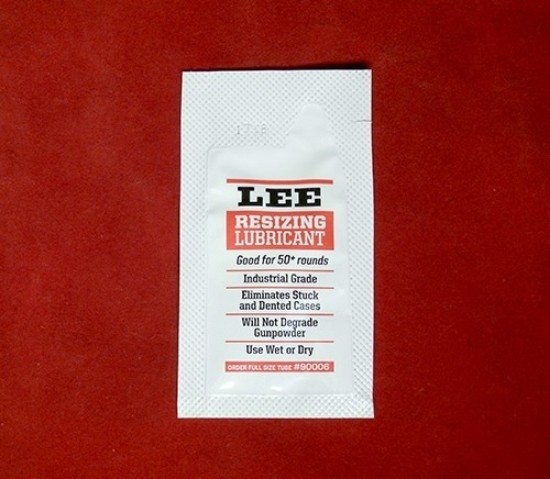 LEE
RESIZING
LUBRICANT
Good for 50+ rounds
Industrial Grade
Eliminates Stuck
and Dented Cases
Will Not Degrade
Gunpowder
Use Wet or Dry
ORDER FULL SIZE TUBE #90006